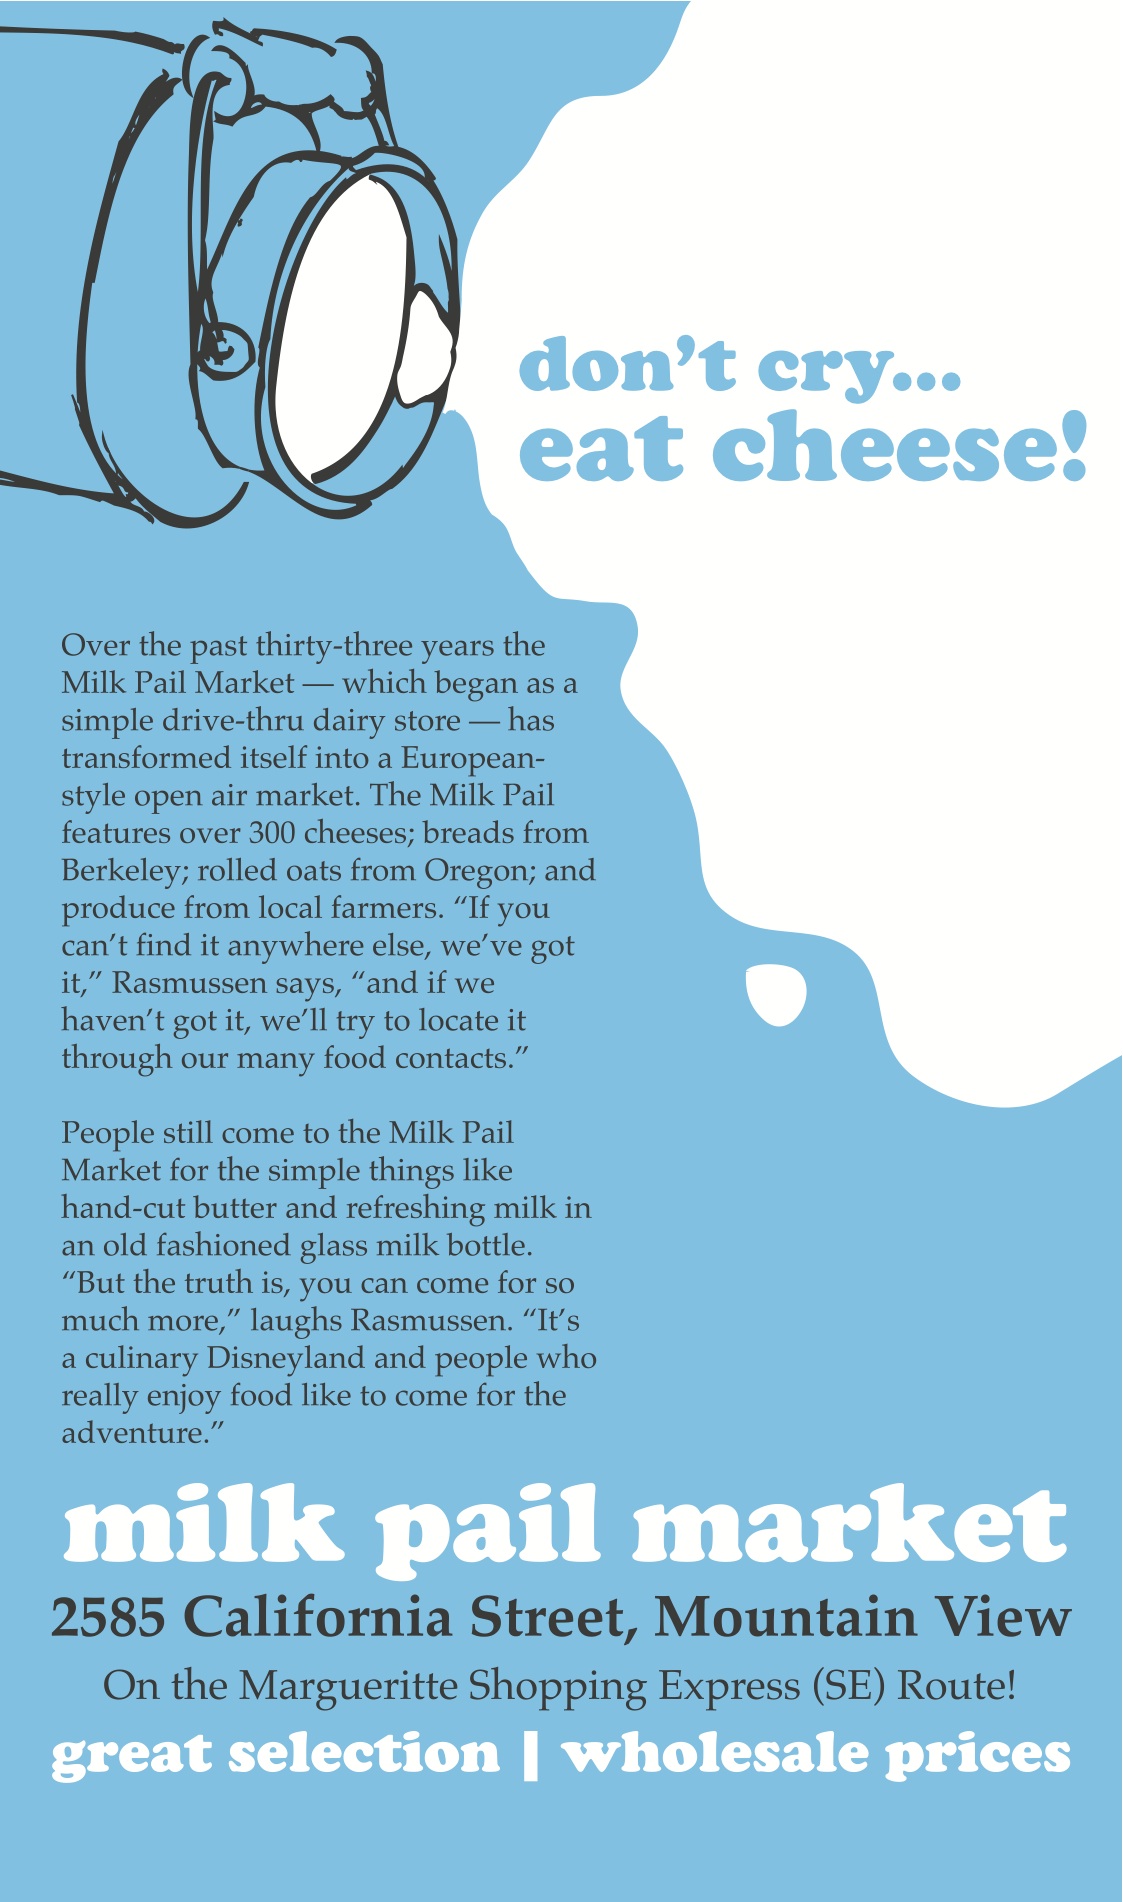 don’t cry...
eat cheese!
Over the past thirty-three years the
Milk Pail Market — which began as a
simple drive-thru dairy store — has
transformed itself into a European-
style open air market. The Milk Pail
features over 300 cheeses; breads from
Berkeley; rolled oats from Oregon; and
produce from local farmers. “If you
can’t find it anywhere else, we’ve got
it,” Rasmussen says, “and if we
haven’t got it, we’ll try to locate it
through our many food contacts.”
People still come to the Milk Pail
Market for the simple things like
hand-cut butter and refreshing milk in
an old fashioned glass milk bottle.
“But the truth is, you can come for so
much more,” laughs Rasmussen. “It’s
a culinary Disneyland and people who
really enjoy food like to come for the
adventure.”
milk pail market
2585 California Street, Mountain View
On the Margueritte Shopping Express (SE) Route!
great selection | wholesale prices